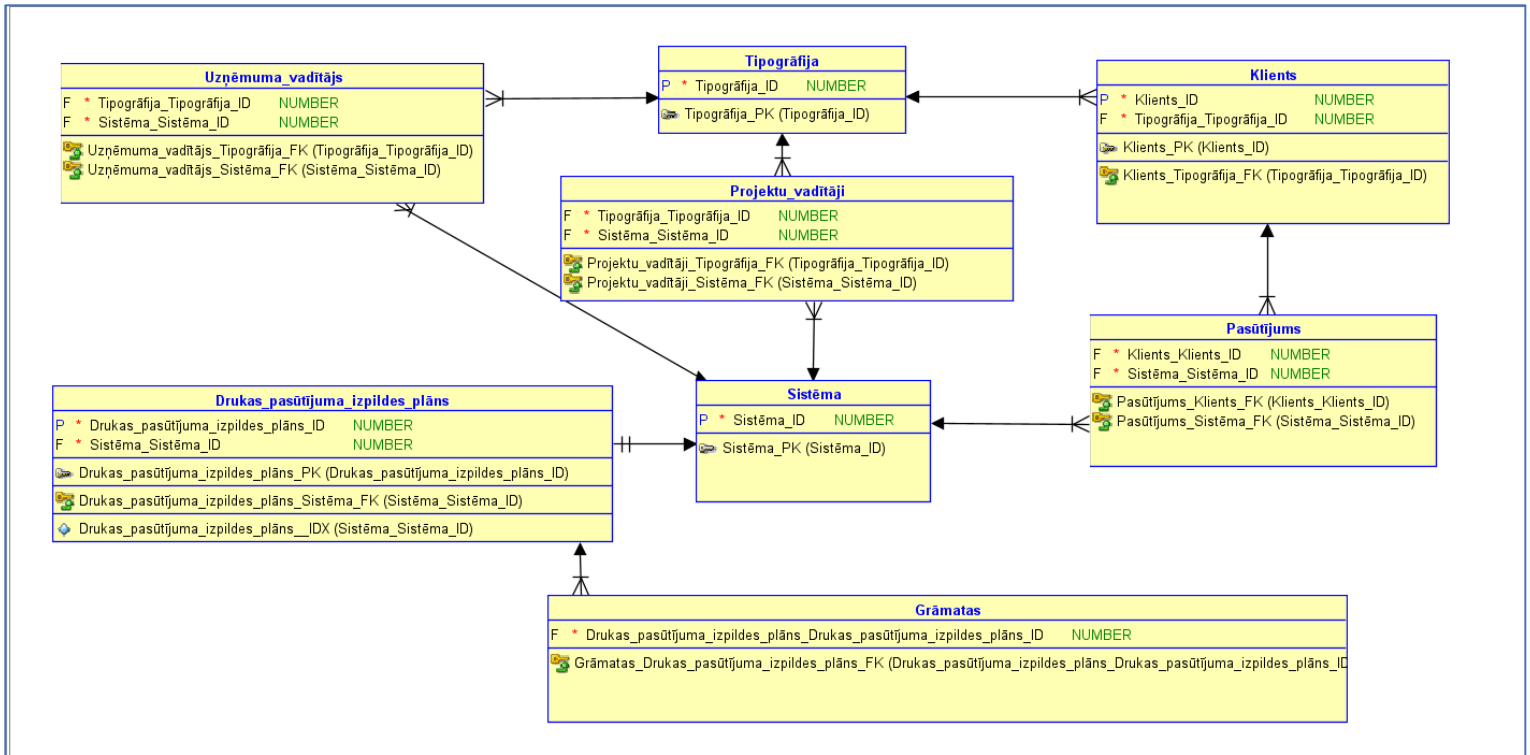 Uzņēmuma_vadītājs
F * Tipogrāfija_Tipogrāfija_ID NUMBER
F * Sistēma_Sistēma_ID NUMBER
Uzņēmuma_vadītājs_Tipogrāfija_FK (Tipogrāfija_Tipogrāfija_ID)
Uzņēmuma_vadītājs_Sistēma_FK (Sistēma_Sistēma_ID)
Tipogrāfija
P * Tipogrāfija_ID NUMBER
Tipogrāfija_PK (Tipogrāfija_ID)
Klients
P * Klients_ID NUMBER
F * Tipogrāfija_Tipogrāfija_ID NUMBER
Klients_PK (Klients_ID)
Klients_Tipogrāfija_FK (Tipogrāfija_Tipogrāfija_ID)
Projektu_vadītāji
F * Tipogrāfija_Tipogrāfija_ID NUMBER
F * Sistēma_Sistēma_ID NUMBER
Projektu_vadītāji_Tipogrāfija_FK (Tipogrāfija_Tipogrāfija_ID)
Projektu_vadītāji_Sistēma_FK (Sistēma_Sistēma_ID)
Pasūtījums
F * Klients_Klients_ID NUMBER
F * Sistēma_Sistēma_ID NUMBER
Pasūtījums_Klients_FK (Klients_Klients_ID)
Pasūtījums_Sistēma_FK (Sistēma_Sistēma_ID)
Drukas_pasūtījuma_izpildes_plāns
P * Drukas_pasūtījuma_izpildes_plāns_ID NUMBER
F * Sistēma_Sistēma_ID NUMBER
Drukas_pasūtījuma_izpildes_plāns_PK (Drukas_pasūtījuma_izpildes_plāns_ID)
Drukas_pasūtījuma_izpildes_plāns_Sistēma_FK (Sistēma_Sistēma_ID)
Drukas_pasūtījuma_izpildes_plāns__IDX (Sistēma_Sistēma_ID)
Sistēma
P * Sistēma_ID NUMBER
Sistēma_PK (Sistēma_ID)
Grāmatas
F * Drukas_pasūtījuma_izpildes_plāns_Drukas_pasūtījuma_izpildes_plāns_ID NUMBER
Grāmatas_Drukas_pasūtījuma_izpildes_plāns_FK (Drukas_pasūtījuma_izpildes_plāns_Drukas_pasūtījuma_izpildes_plāns_ID